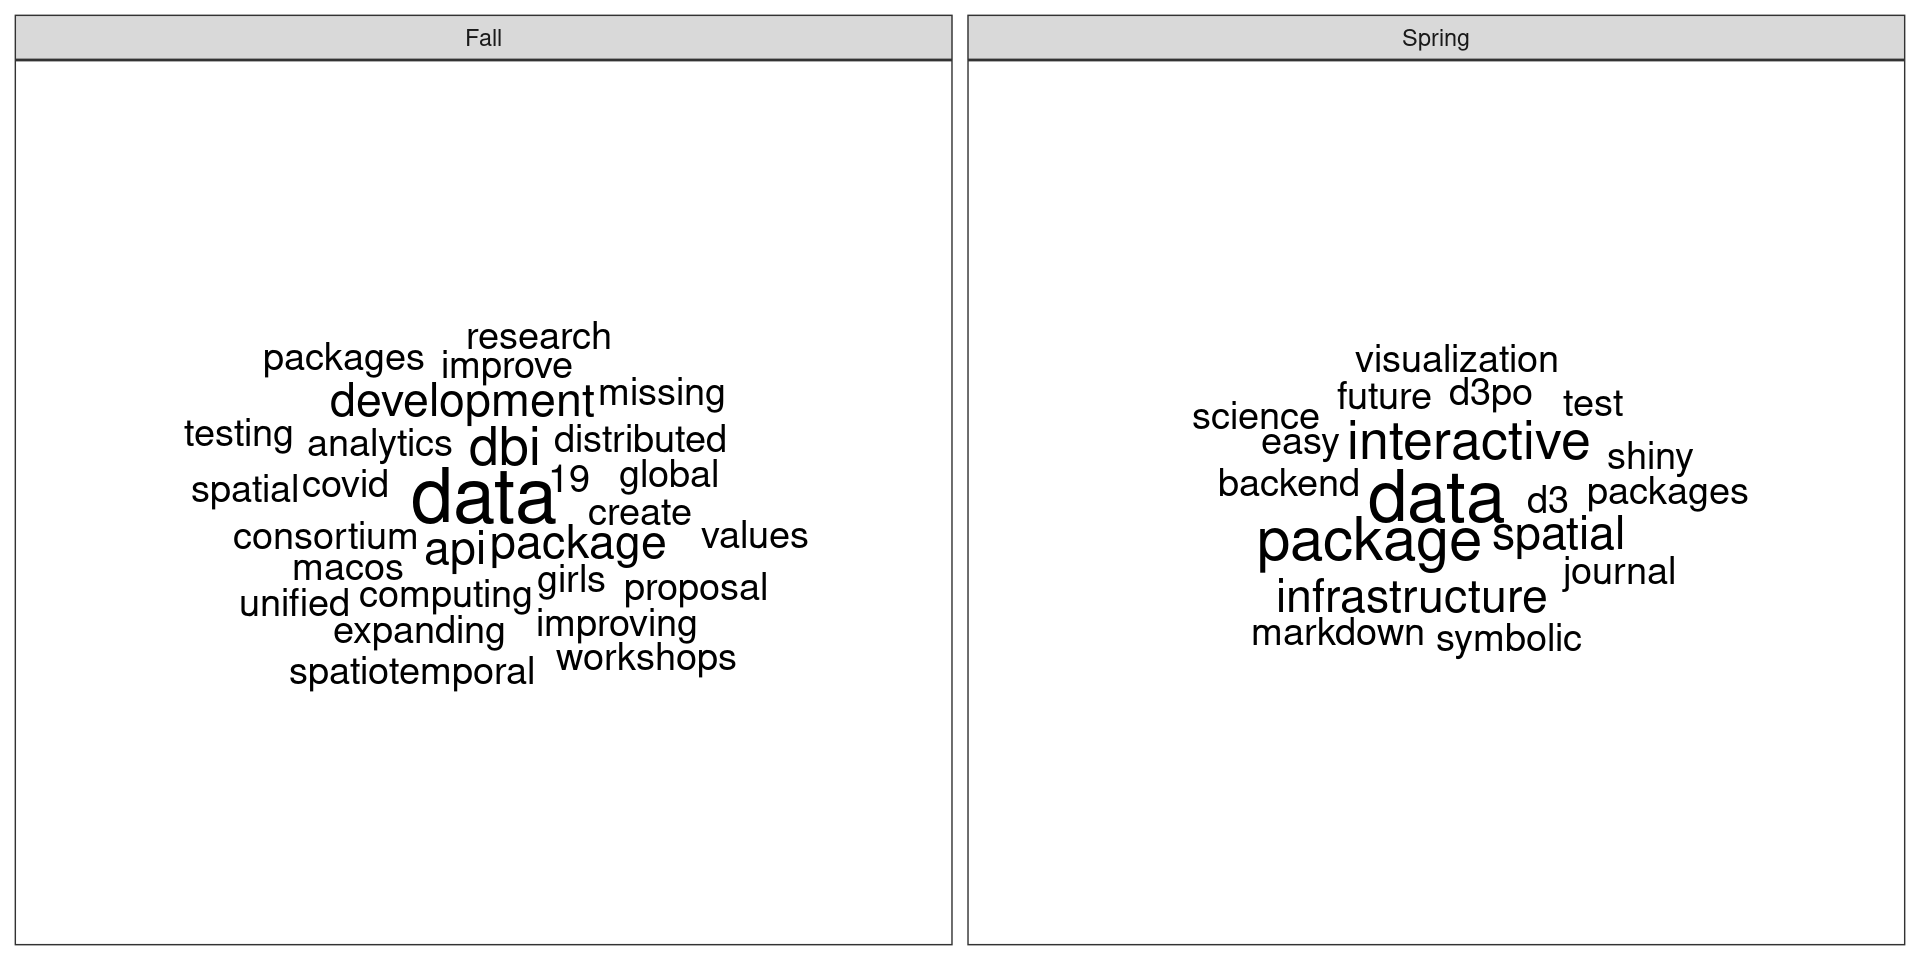 Fall
research
packages improve
development missing
testing analytics dbi distributed
spatial covid data 19 global
create
consortium api package values
macos
unified computing girls proposal
expanding improving
spatiotemporal workshops
Spring
visualization
science future d3po test
easy interactive shiny
backend data d3 packages
package spatial
journal
infrastructure
markdown symbolic